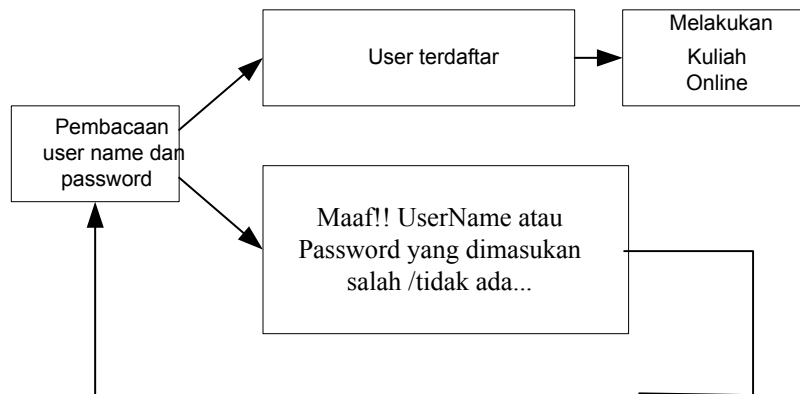 User terdaftar
Melakukan
Kuliah
Online
Pembacaan
user name dan
password
Maaf!! UserName atau
Password yang dimasukan
salah /tidak ada...